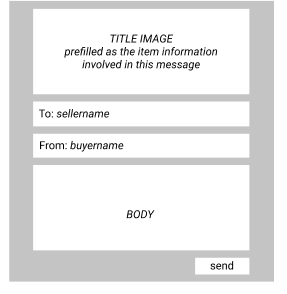 TITLE IMAGE
prefilled as the item information
involved in this message
To: sellername
From: buyername
BODY
send